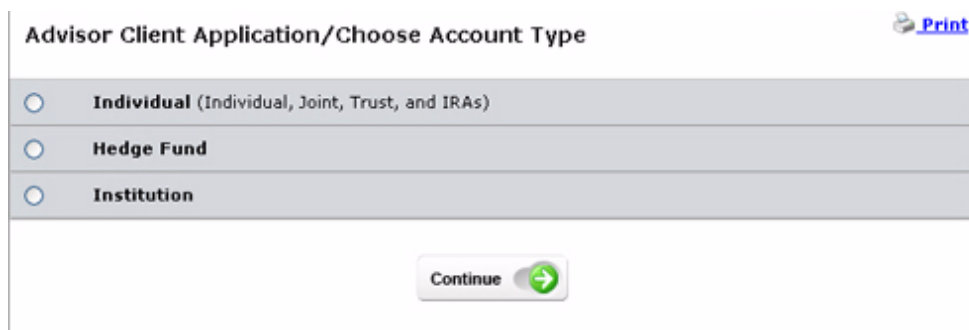 Advisor Client Application/Choose Account Type
Print
Individual (Individual, Joint, Trust, and IRAs)
Hedge Fund
Institution
Continue